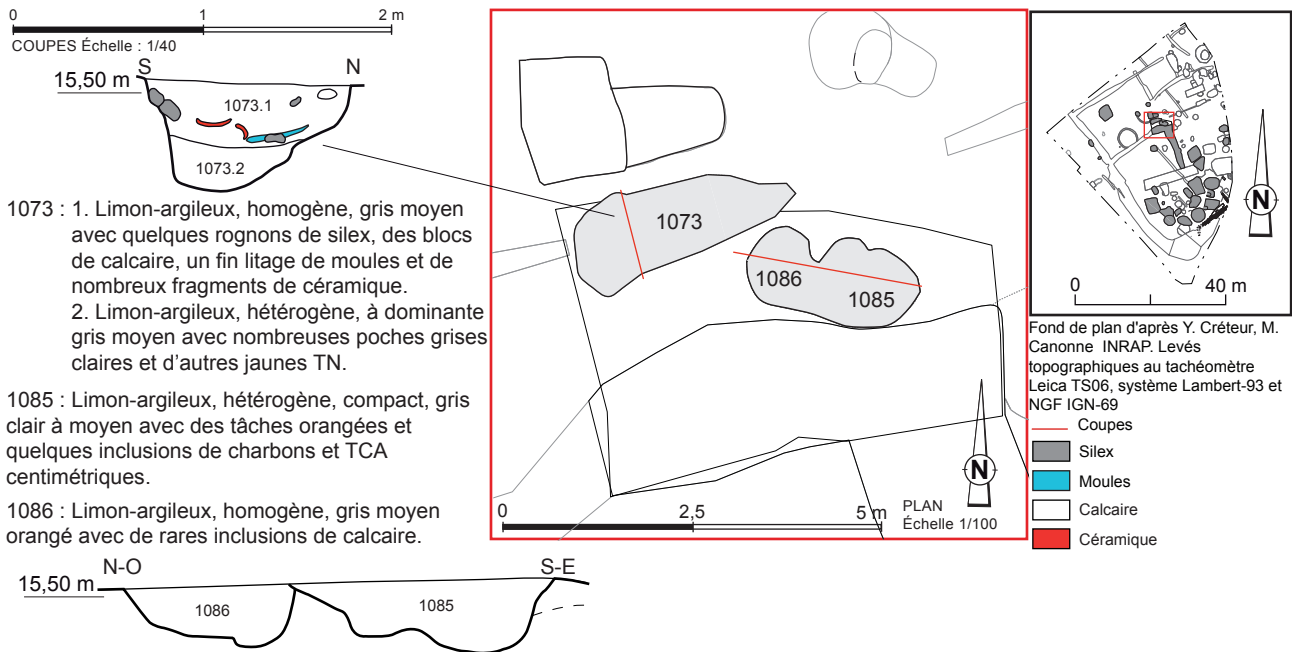 0 1 2 m
COUPES Échelle : 1/40
S N
15,50 m
1073.1
1073.2
1073 : 1. Limon-argileux, homogène, gris moyen
avec quelques rognons de silex, des blocs
de calcaire, un fin litage de moules et de
nombreux fragments de céramique.
2. Limon-argileux, hétérogène, à dominante
gris moyen avec nombreuses poches grises
claires et d'autres jaunes TN.
1085 : Limon-argileux, hétérogène, compact, gris
clair à moyen avec des tâches orangées et
quelques inclusions de charbons et TCA
centimétriques.
1086 : Limon-argileux, homogène, gris moyen
orangé avec de rares inclusions de calcaire.
N-O S-E
15,50 m
1086 1085
1073
1086
1085
N
0 2,5 5 m
PLAN
Échelle 1/100
N
0 40 m
Fond de plan d'après Y. Créteur, M.
Canonne INRAP. Levés
topographiques au tachéomètre
Leica TS06, système Lambert-93 et
NGF IGN-69
Coupes
Silex
Moules
Calcaire
Céramique